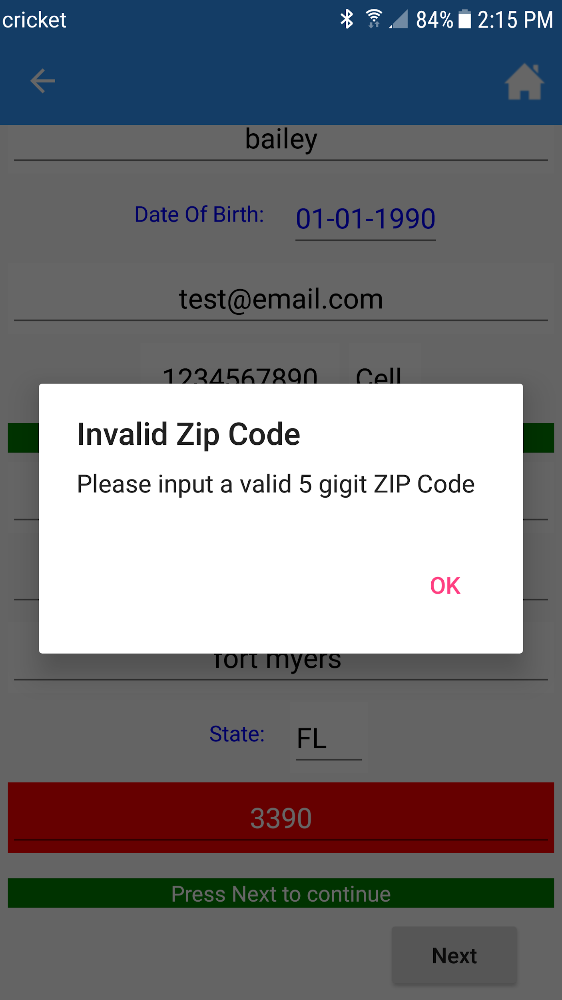 cricket 84% 2:15 PM
bailey
Date Of Birth: 01-01-1990
test@email.com
1234567890 Cell
Invalid Zip Code
Please input a valid 5 gigit ZIP Code
OK
fort myers
State: FL
3390
Press Next to continue
Next